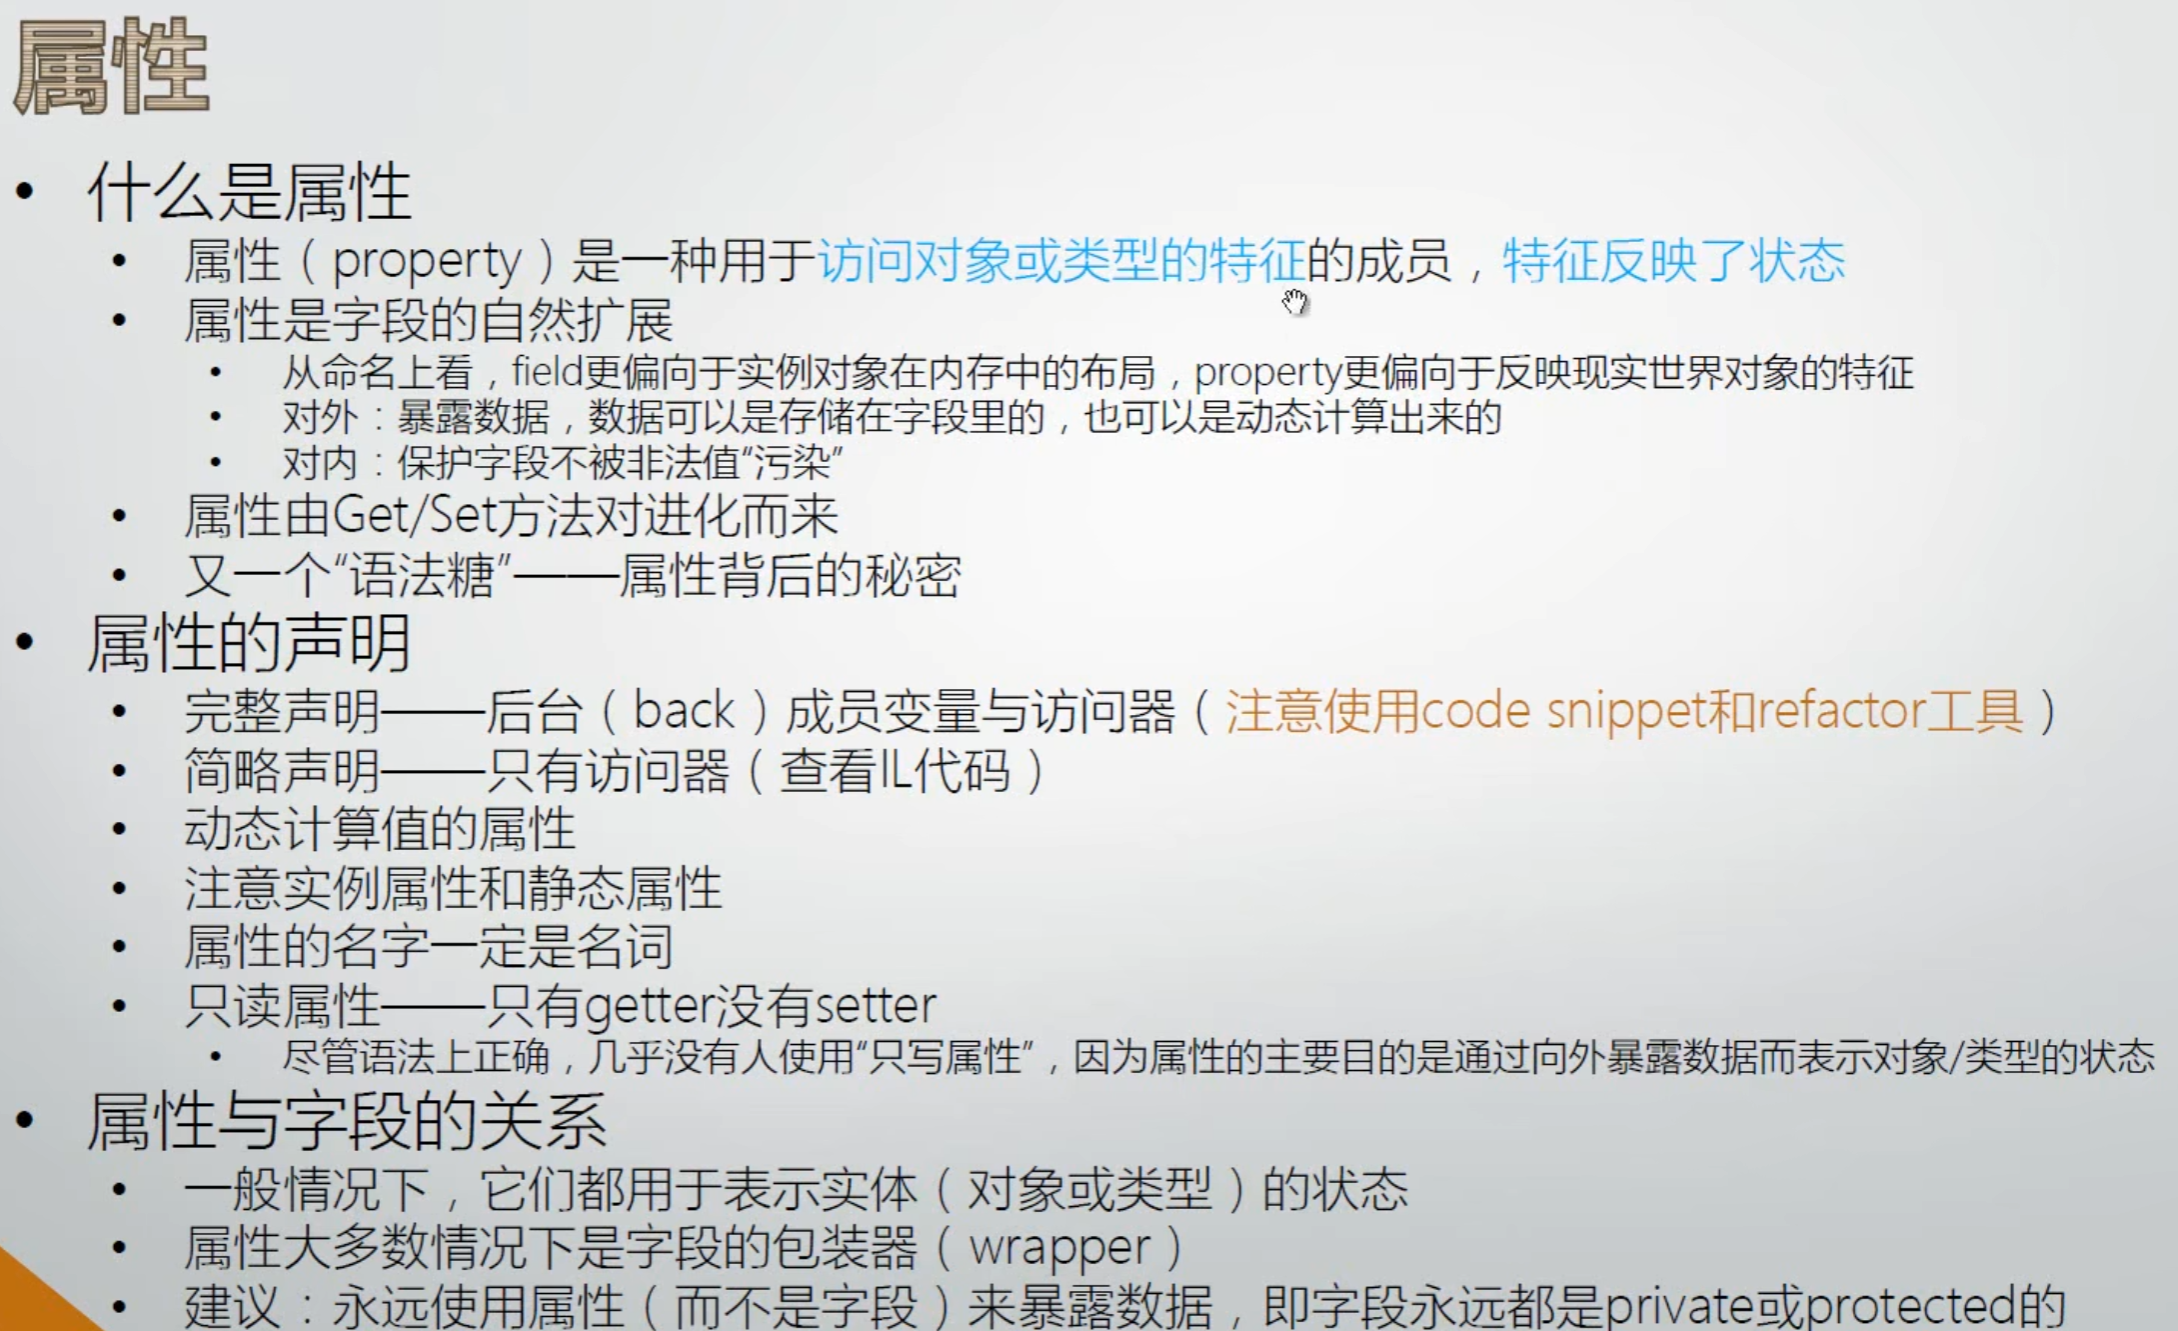 属性
• 什么是属性
• 属性（property）是一种用于访问对象或类型的特征的成员，特征反映了状态
• 属性是字段的自然扩展
• 从命名上看，field更偏向于实例对象在内存中的布局，property更偏向于反映现实世界对象的特征
• 对外：暴露数据，数据可以是存储在字段里的，也可以是动态计算出来的
• 对内：保护字段不被非法值“污染”
• 属性由Get/Set方法对进化而来
• 又一个“语法糖”——属性背后的秘密
• 属性的声明
• 完整声明——后台（back）成员变量与访问器（注意使用code snippet和refactor工具）
• 简略声明——只有访问器（查看IL代码）
• 动态计算值的属性
• 注意实例属性和静态属性
• 属性的名字一定是名词
• 只读属性——只有getter没有setter
• 尽管语法上正确，几乎没有人使用“只写属性”，因为属性的主要目的是通过向外暴露数据而表示对象/类型的状态
• 属性与字段的关系
• 一般情况下，它们都用于表示实体（对象或类型）的状态
• 属性大多数情况下是字段的包装器（wrapper）
• 建议：永远使用属性（而不是字段）来暴露数据，即字段永远都是private或protected的